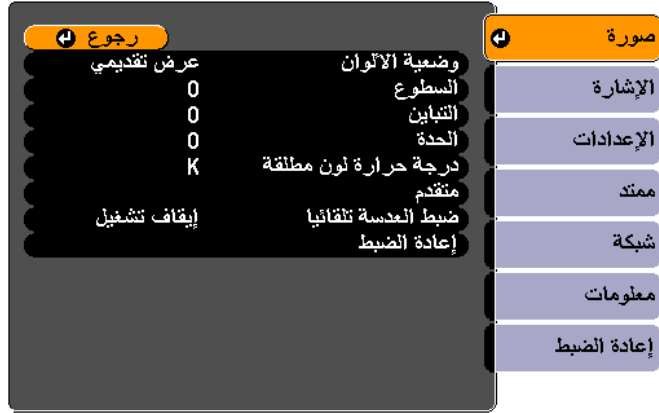 صورة
الإشارة
الإعدادات
ممتد
شبكة
معلومات
إعادة الضبط
رجوع
وضعية الألوان عرض تقديمي
السطوع 0
التباين 0
الحدة 0
درجة حرارة لون مطلقة K
متقدم
ضبط العدسة تلقائيا إيقاف تشغيل
إعادة الضبط